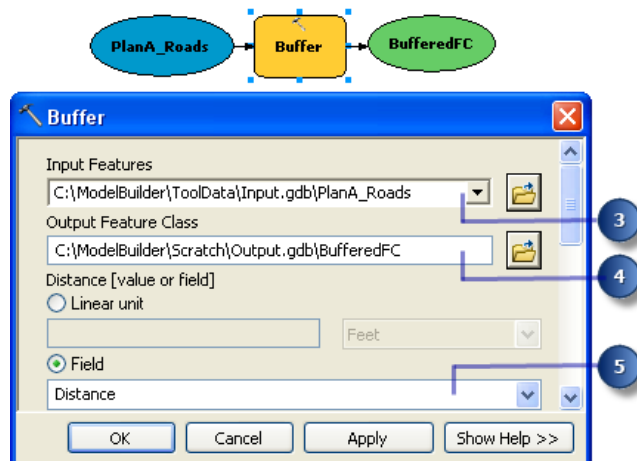 PlanA_Roads Buffer BufferedFC
Buffer
Input Features
C:\ModelBuilder\ToolData\Input.gdb\PlanA_Roads
3
Output Feature Class
C:\ModelBuilder\Scratch\Output.gdb\BufferedFC
4
Distance [value or field]
Linear unit
Feet
Field
5
Distance
OK Cancel Apply Show Help >>